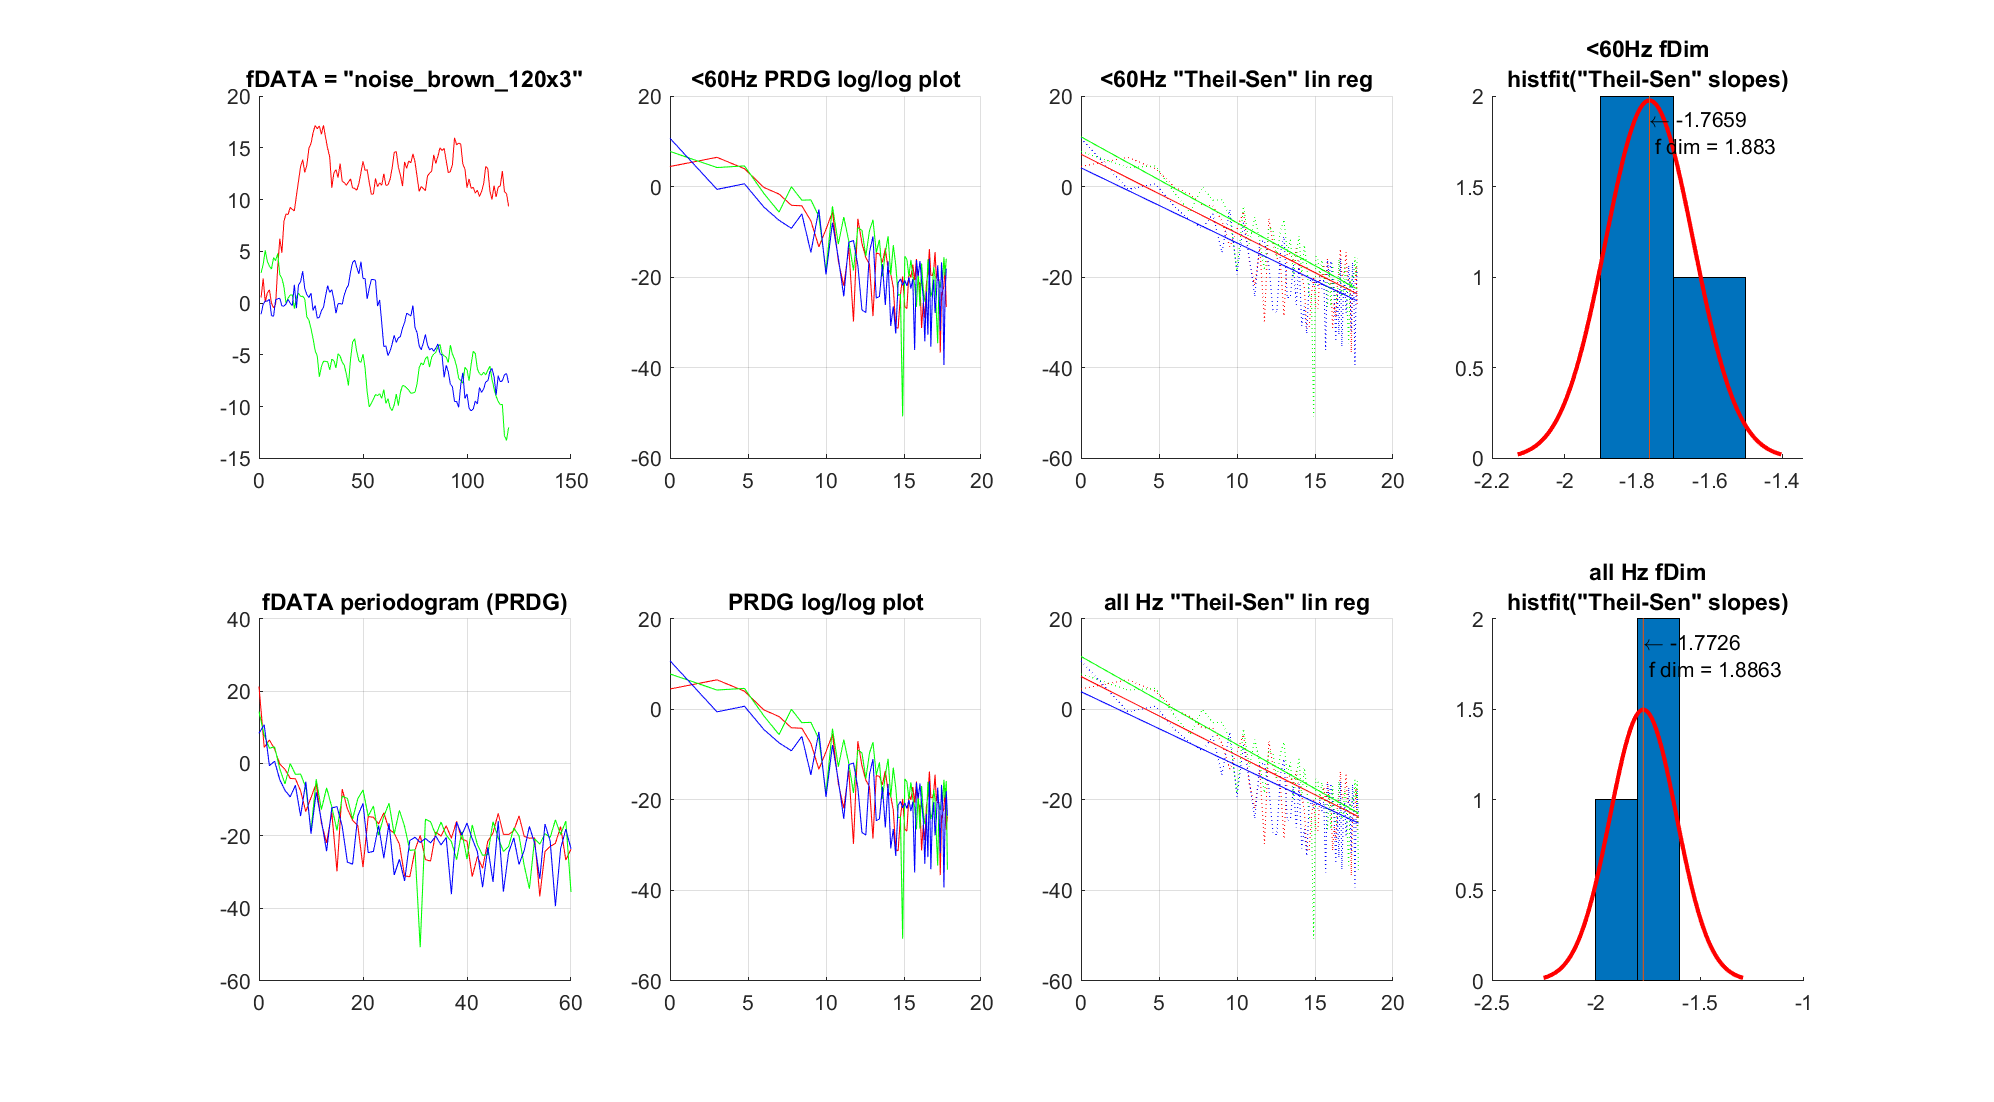 fDATA = "noise_brown_120x3"
20
15
10
5
0
-5
-10
-15
0 50 100 150
<60Hz PRDG log/log plot
20
0
-20
-40
-60
0 5 10 15 20
<60Hz "Theil-Sen" lin reg
20
0
-20
-40
-60
0 5 10 15 20
<60Hz fDim
histfit("Theil-Sen" slopes)
2
1.5
1
0.5
0
← -1.7659
f dim = 1.883
-2.2 -2 -1.8 -1.6 -1.4
fDATA periodogram (PRDG)
40
20
0
-20
-40
-60
0 20 40 60
PRDG log/log plot
20
0
-20
-40
-60
0 5 10 15 20
all Hz "Theil-Sen" lin reg
20
0
-20
-40
-60
0 5 10 15 20
all Hz fDim
histfit("Theil-Sen" slopes)
2
1.5
1
0.5
0
← -1.7726
f dim = 1.8863
-2.5 -2 -1.5 -1